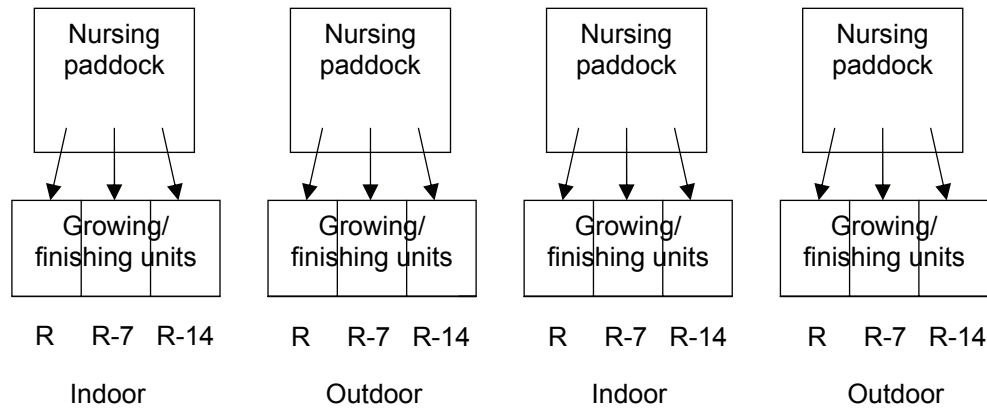 Nursing
paddock
Nursing
paddock
Nursing
paddock
Nursing
paddock
Growing/
finishing units
Growing/
finishing units
Growing/
finishing units
Growing/
finishing units
R R-7 R-14
R R-7 R-14
R R-7 R-14
R R-7 R-14
Indoor
Outdoor
Indoor
Outdoor